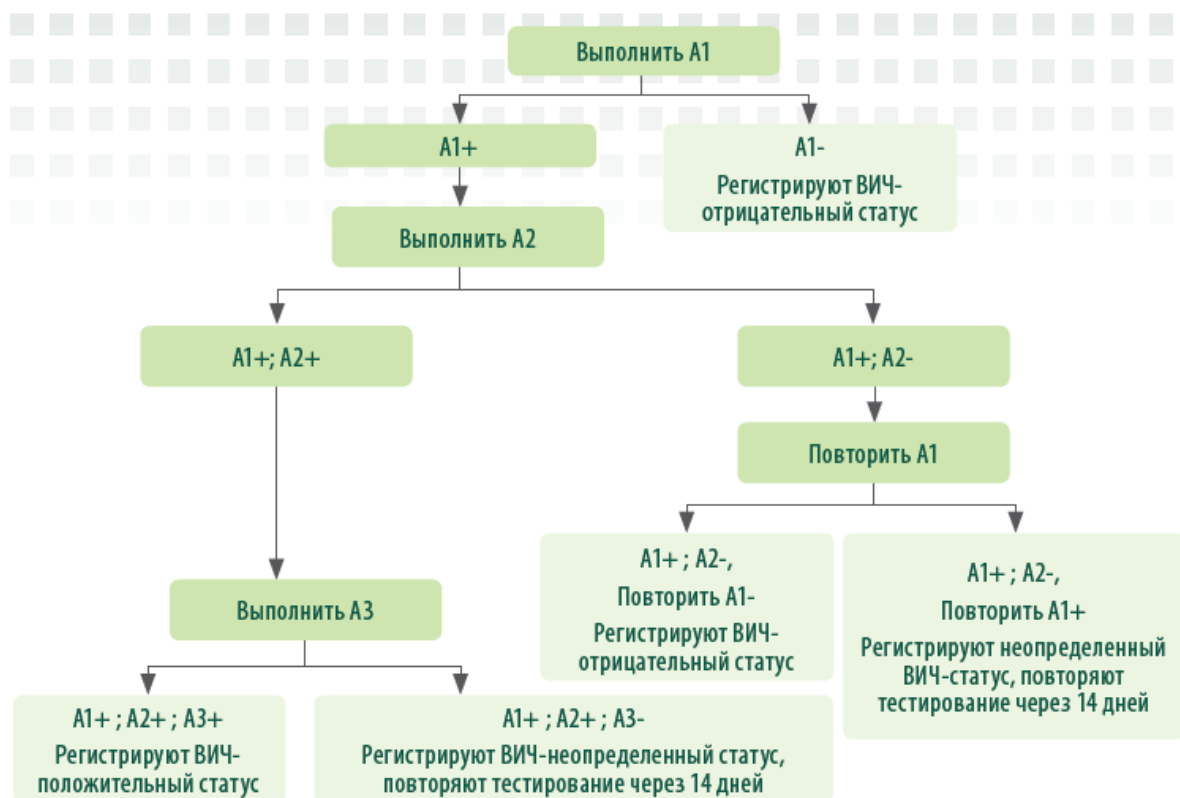 Выполнить А1
А1+
А1-
Регистрируют ВИЧ-
отрицательный статус
Выполнить А2
А1+; А2+
А1+; А2-
Повторить А1
А1+ ; А2-,
Повторить А1-
Регистрируют ВИЧ-
отрицательный статус
А1+ ; А2-,
Повторить А1+
Регистрируют неопределенный
ВИЧ-статус, повторяют
тестирование через 14 дней
Выполнить А3
А1+ ; А2+ ; А3+
Регистрируют ВИЧ-
положительный статус
А1+ ; А2+ ; А3-
Регистрируют ВИЧ-неопределенный статус,
повторяют тестирование через 14 дней